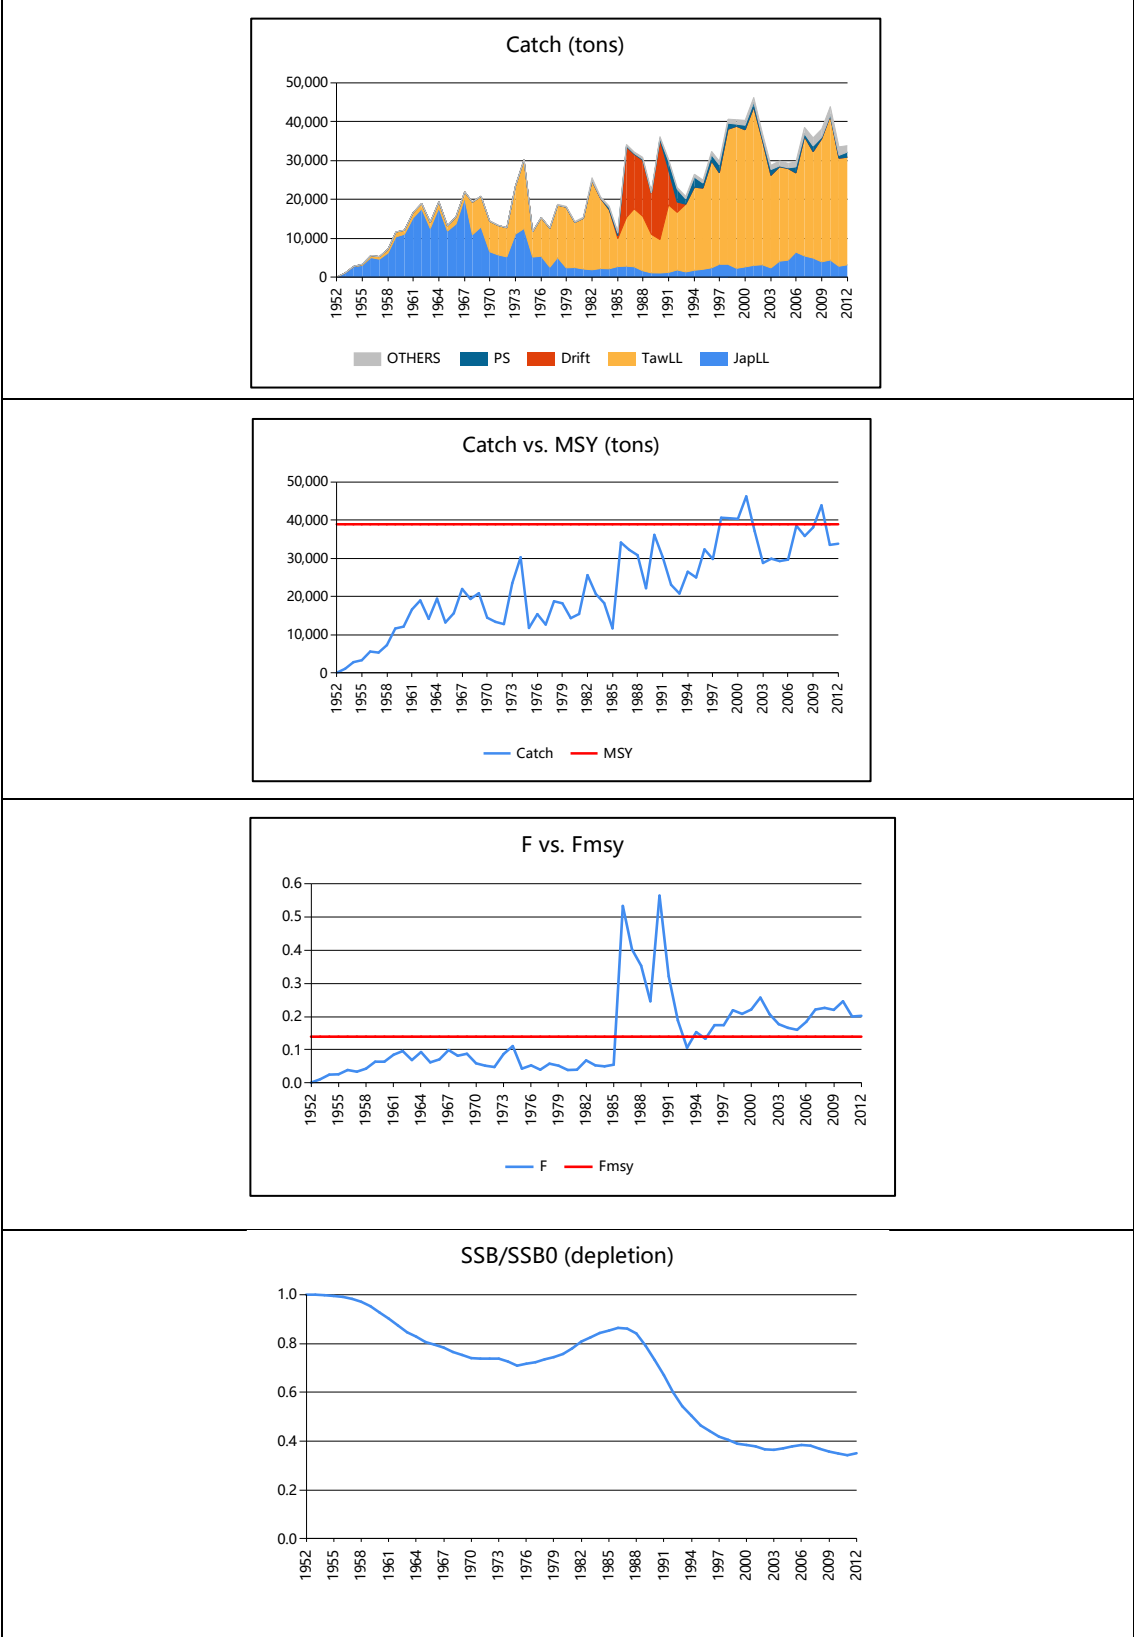 Catch (tons)
50,000
40,000
30,000
20,000
10,000
0
1952 1955 1958 1961 1964 1967 1970 1973 1976 1979 1982 1985 1988 1991 1994 1997 2000 2003 2006 2009 2012
OTHERS PS Drift TawLL JapLL
Catch vs. MSY (tons)
50,000
40,000
30,000
20,000
10,000
0
1952 1955 1958 1961 1964 1967 1970 1973 1976 1979 1982 1985 1988 1991 1994 1997 2000 2003 2006 2009 2012
Catch MSY
F vs. Fmsy
0.6
0.5
0.4
0.3
0.2
0.1
0.0
1952 1955 1958 1961 1964 1967 1970 1973 1976 1979 1982 1985 1988 1991 1994 1997 2000 2003 2006 2009 2012
F Fmsy
SSB/SSB0 (depletion)
1.0
0.8
0.6
0.4
0.2
0.0
1952 1955 1958 1961 1964 1967 1970 1973 1976 1979 1982 1985 1988 1991 1994 1997 2000 2003 2006 2009 2012